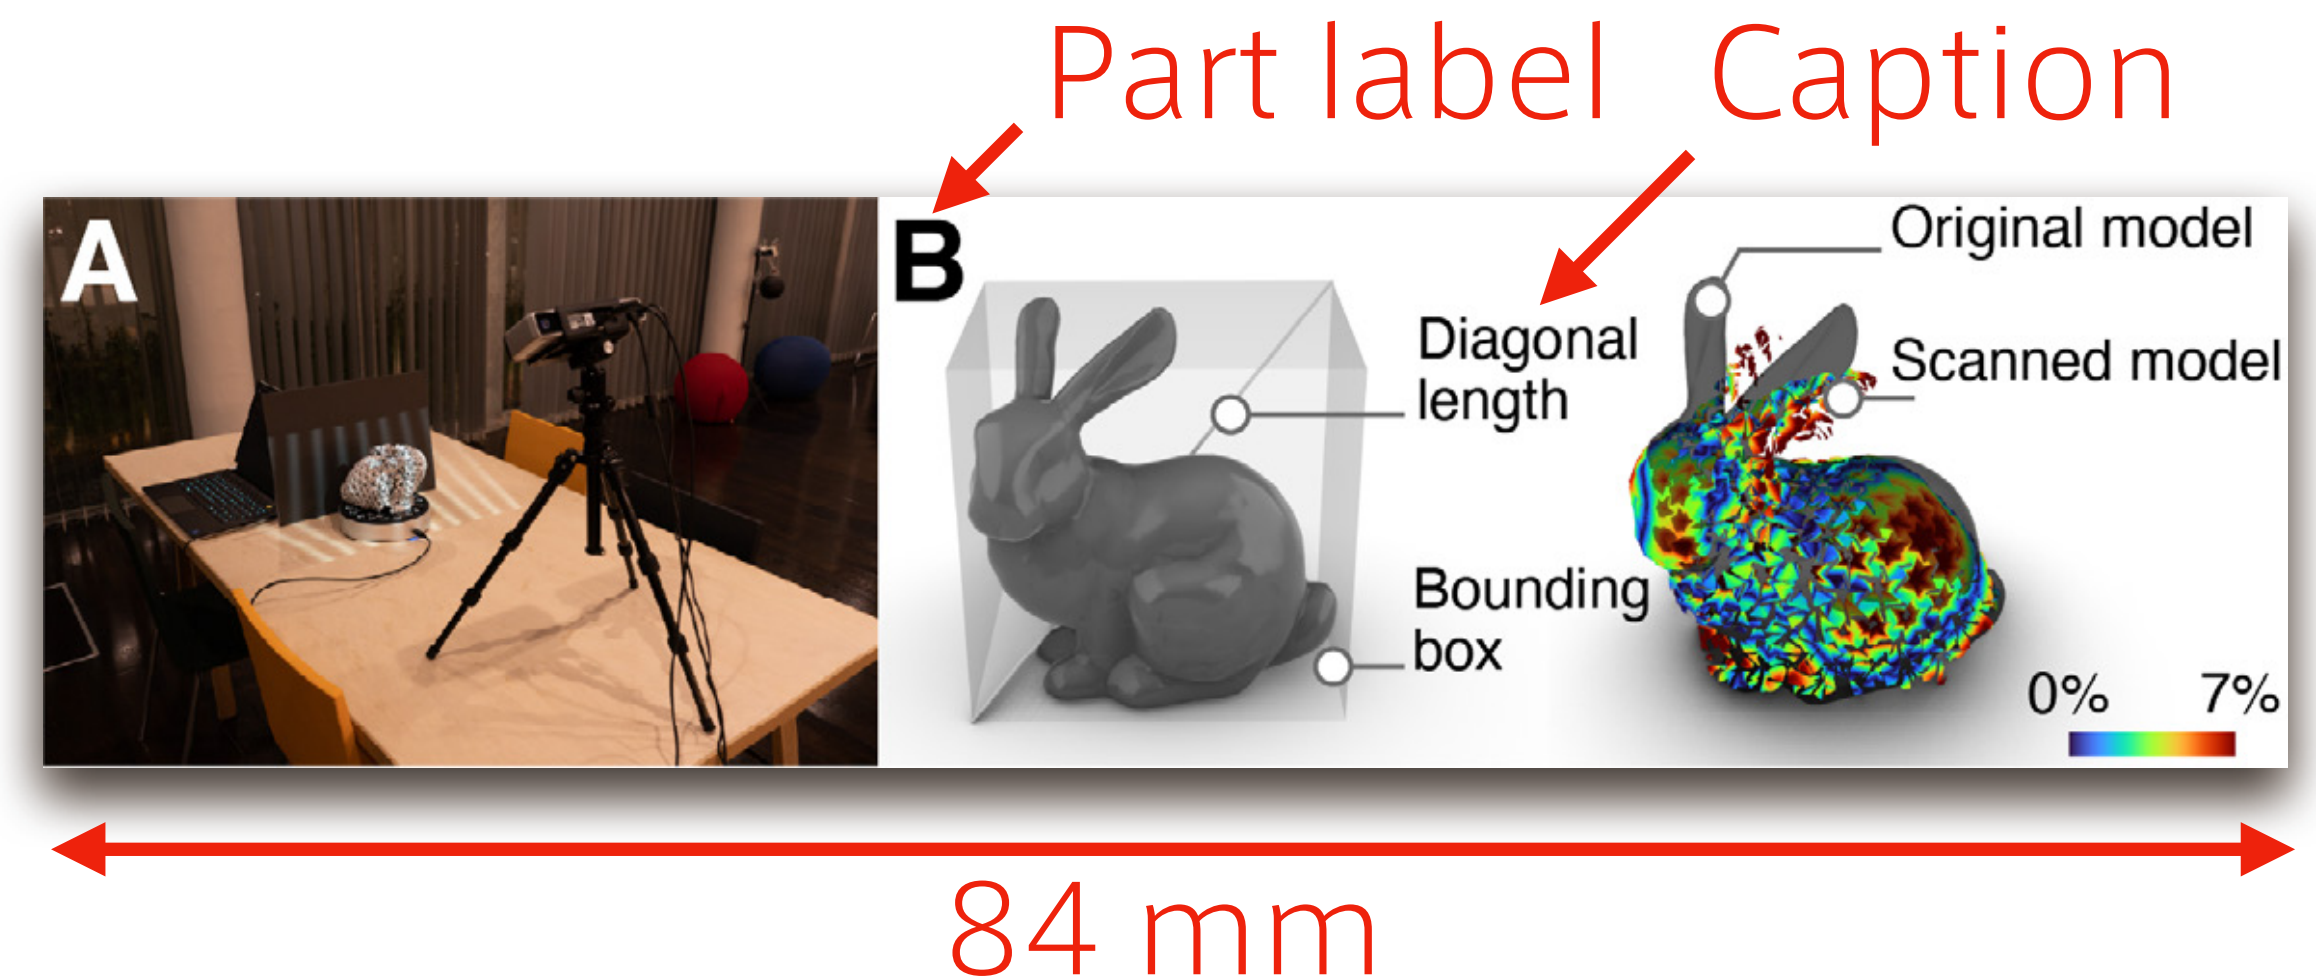 Part label Caption
A
B
Original model
Diagonal
length
Scanned model
Bounding
box
0% 7%
84 mm